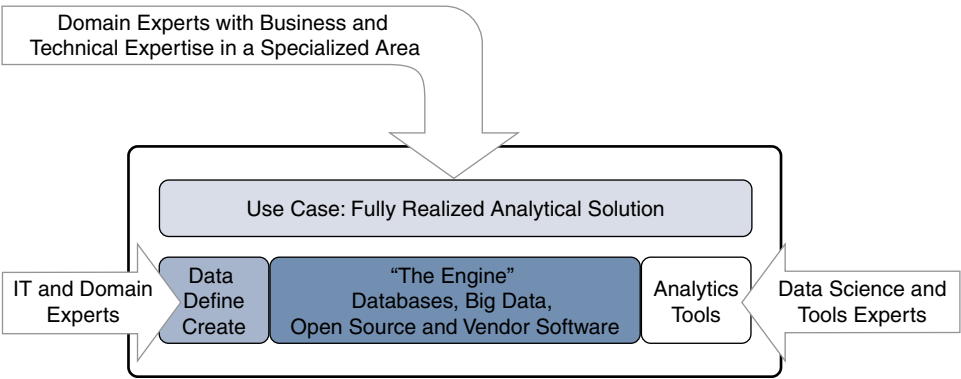 Domain Experts with Business and
Technical Expertise in a Specialized Area
Use Case: Fully Realized Analytical Solution
IT and Domain
Experts
Data
Define
Create
“The Engine”
Databases, Big Data,
Open Source and Vendor Software
Analytics
Tools
Data Science and
Tools Experts